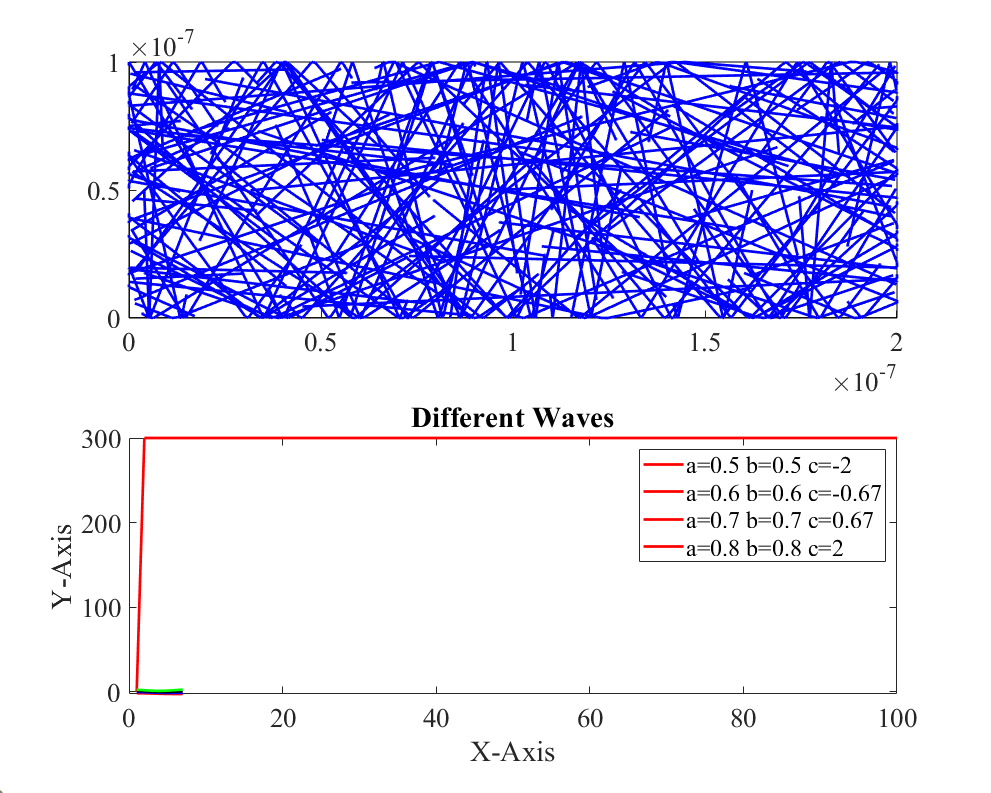 ×10^-7
1
0.5
0
0 0.5 1 1.5 2
×10^-7
Different Waves
300
200
100
0
Y-Axis
a=0.5 b=0.5 c=-2
a=0.6 b=0.6 c=-0.67
a=0.7 b=0.7 c=0.67
a=0.8 b=0.8 c=2
0 20 40 60 80 100
X-Axis